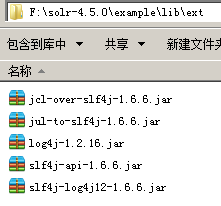 F:\solr-4.5.0\example\lib\ext
包含到库中 共享 新建文件夹
名称
jcl-over-slf4j-1.6.6.jar
jul-to-slf4j-1.6.6.jar
log4j-1.2.16.jar
slf4j-api-1.6.6.jar
slf4j-log4j12-1.6.6.jar